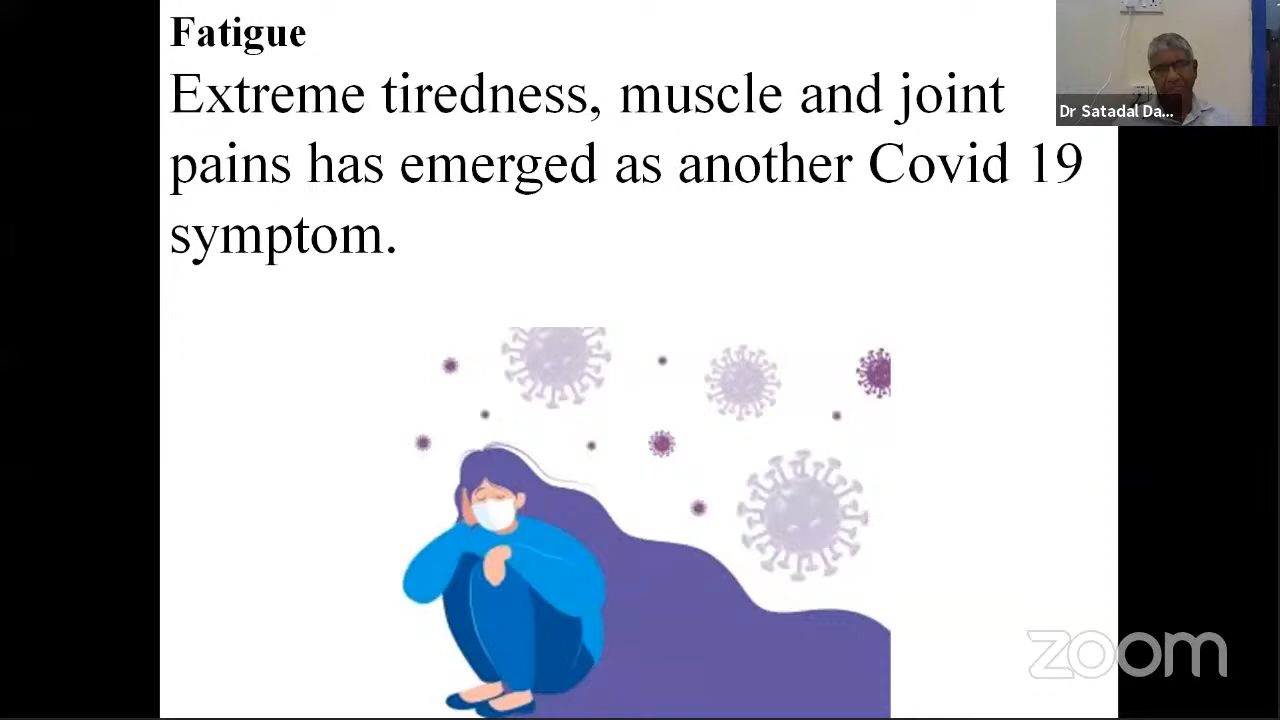 Fatigue
Extreme tiredness, muscle and joint
pains has emerged as another Covid 19
symptom.
Dr Satadal Da...
zoom